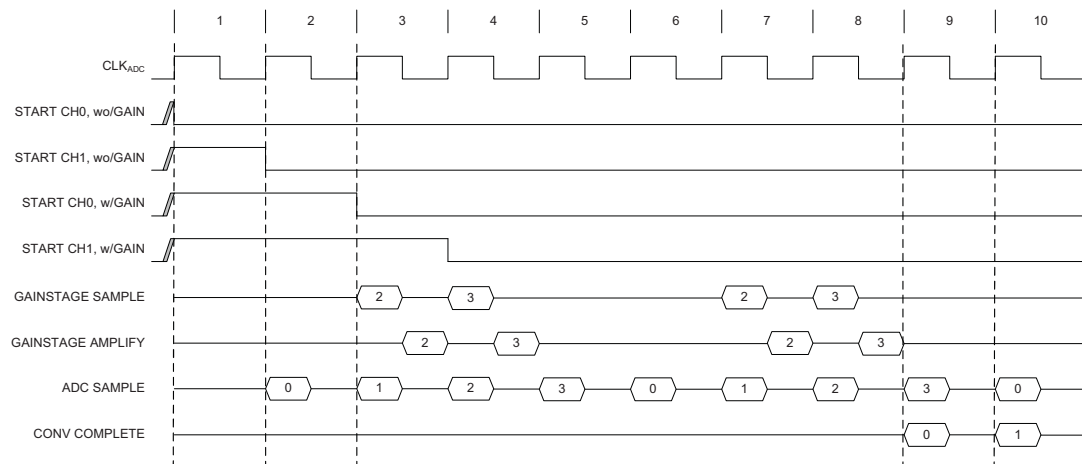 1 2 3 4 5 6 7 8 9 10
CLKADC
START CH0, wo/GAIN
START CH1, wo/GAIN
START CH0, w/GAIN
START CH1, w/GAIN
GAINSTAGE SAMPLE 2 3 2 3
GAINSTAGE AMPLIFY 2 3 2 3
ADC SAMPLE 0 1 2 3 0 1 2 3 0
CONV COMPLETE 0 1